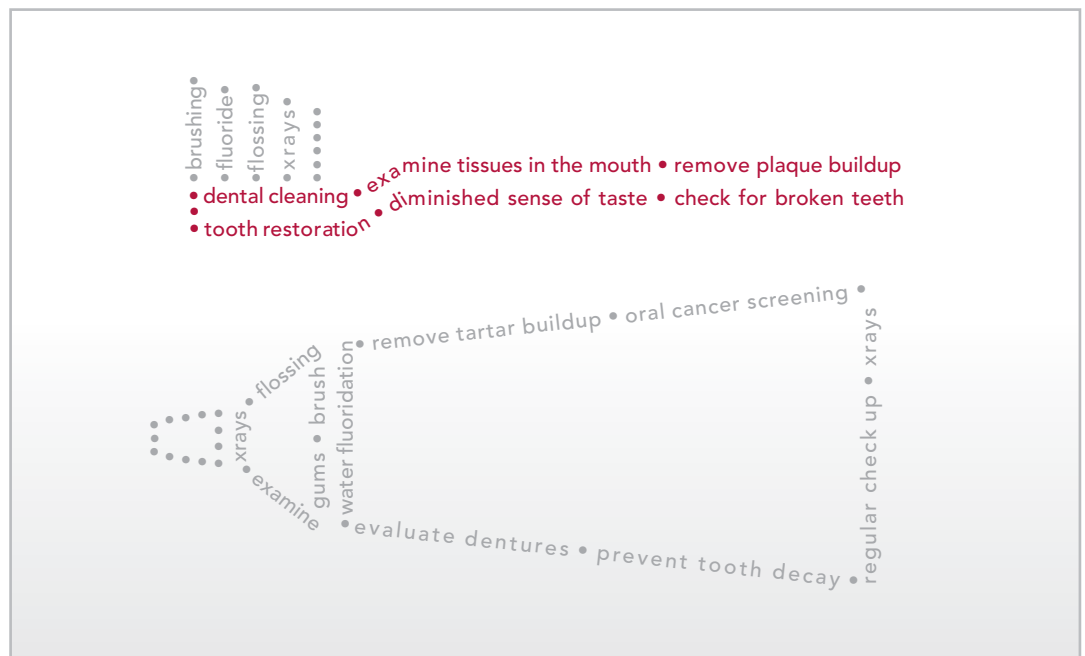 • brushing •
• fluoride •
• flossing •
• xrays •
• dental cleaning • examine tissues in the mouth • remove plaque buildup
• tooth restoration • diminished sense of taste • check for broken teeth
• remove tartar buildup • oral cancer screening •
• flossing
xrays
• examine
gums • brush
• water fluoridation
• evaluate dentures • prevent tooth decay •
regular check up • xrays